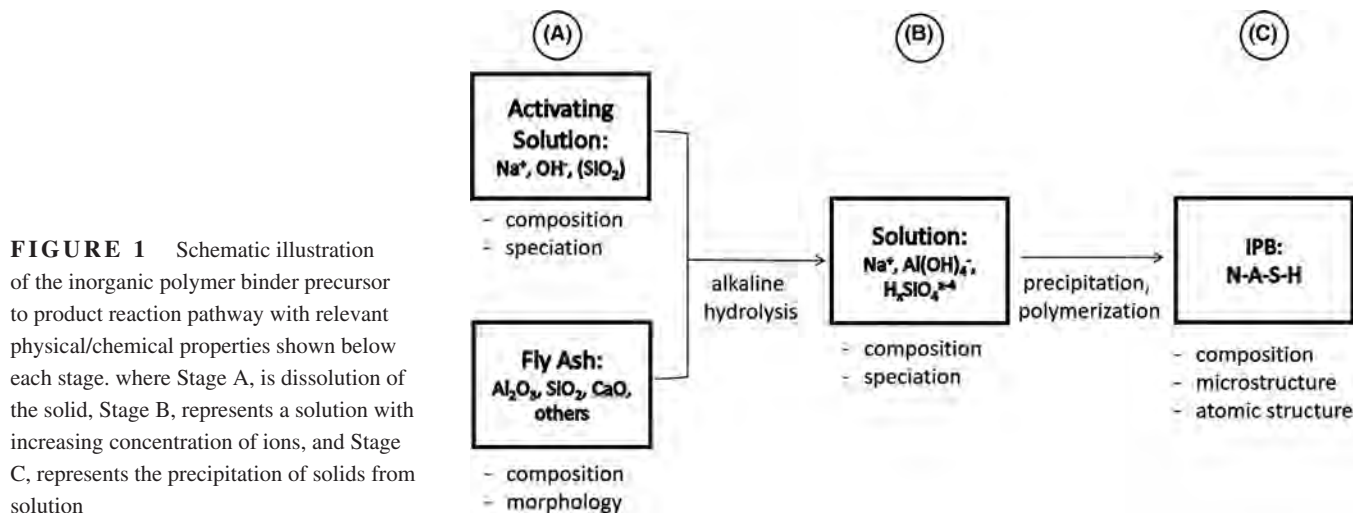 FIGURE 1 Schematic illustration
of the inorganic polymer binder precursor
to product reaction pathway with relevant
physical/chemical properties shown below
each stage. where Stage A, is dissolution of
the solid, Stage B, represents a solution with
increasing concentration of ions, and Stage
C, represents the precipitation of solids from
solution
(A)
Activating
Solution:
Na⁺, OH⁻, (SiO₂)
- composition
- speciation
Fly Ash:
Al₂O₃, SiO₂, CaO,
others
- composition
- morphology
alkaline
hydrolysis
(B)
Solution:
Na⁺, Al(OH)₄⁻,
HₓSiO₄ˣ⁻⁴
- composition
- speciation
precipitation,
polymerization
(C)
IPB:
N-A-S-H
- composition
- microstructure
- atomic structure